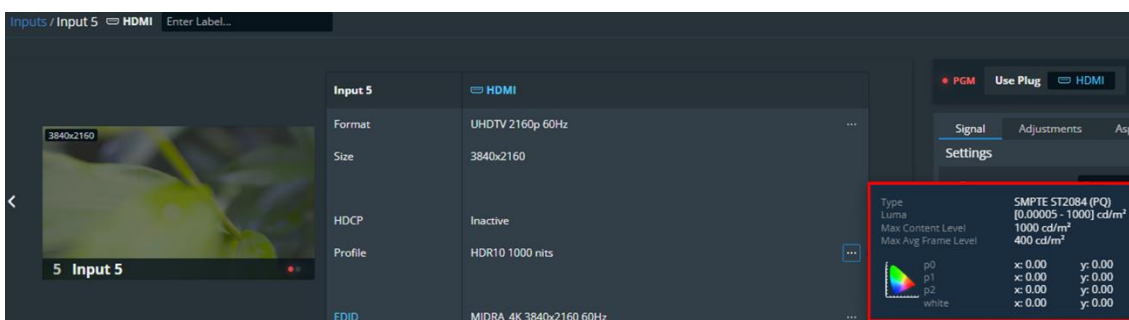 Inputs / Input 5 HDMI Enter Label...
Input 5 HDMI
PGM Use Plug HDMI
3840x2160
Format UHDTV 2160p 60Hz ...
Size 3840x2160
HDCP Inactive
Profile HDR10 1000 nits ...
EDID MIDRA_4K 3840x2160 60Hz ...
5 Input 5
Signal Adjustments
Settings
Type SMPTE ST2084 (PQ)
Luma [0.00005 - 1000] cd/m²
Max Content Level 1000 cd/m²
Max Avg Frame Level 400 cd/m²
p0 x: 0.00 y: 0.00
p1 x: 0.00 y: 0.00
p2 x: 0.00 y: 0.00
white x: 0.00 y: 0.00